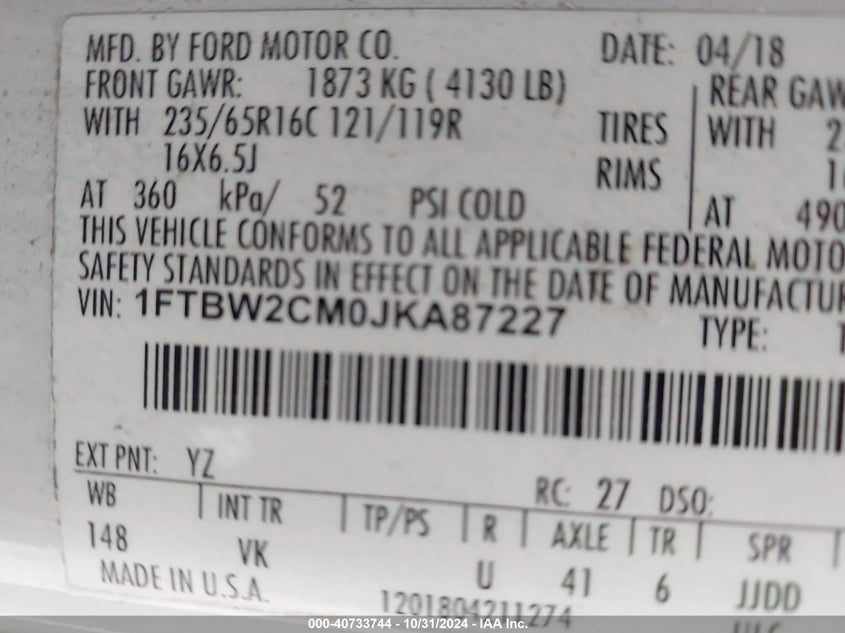 MFD. BY FORD MOTOR CO. DATE: 04/18
FRONT GAWR: 1873 KG ( 4130 LB) REAR GAW
WITH 235/65R16C 121/119R TIRES WITH
16X6.5J RIMS
AT 360 kPa/ 52 PSI COLD AT 490
THIS VEHICLE CONFORMS TO ALL APPLICABLE FEDERAL MOTO
SAFETY STANDARDS IN EFFECT ON THE DATE OF MANUFACTUR
VIN: 1FTBW2CM0JKA87227 TYPE:
EXT PNT: YZ RC: 27 DSO:
WB INT TR TP/PS R AXLE TR SPR
148 VK U 41 6 JJDD
MADE IN U.S.A. 1201804211274
000-40733744 - 10/31/2024 - IAA Inc.